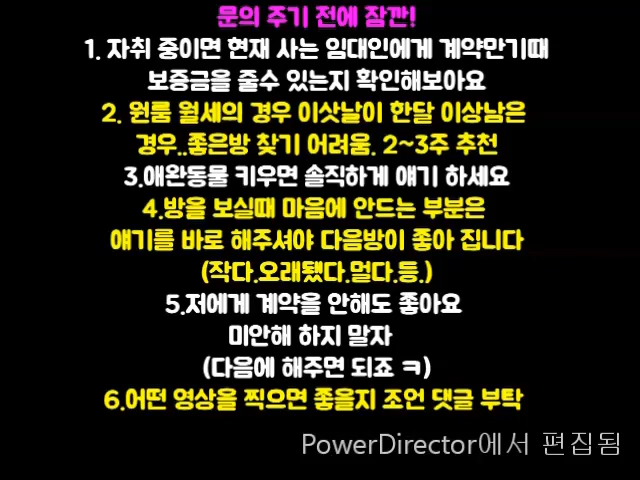 문의 주기 전에 잠깐!
1. 자취 중이면 현재 사는 임대인에게 계약만기때
보증금을 줄수 있는지 확인해보아요
2. 원룸 월세의 경우 이삿날이 한달 이상남은
경우..좋은방 찾기 어려움. 2~3주 추천
3.애완동물 키우면 솔직하게 얘기 하세요
4.방을 보실때 마음에 안드는 부분은
얘기를 바로 해주셔야 다음방이 좋아 집니다
(작다.오래됐다.멀다.등.)
5.저에게 계약을 안해도 좋아요
미안해 하지 말자
(다음에 해주면 되죠 ㅋ)
6.어떤 영상을 찍으면 좋을지 조언 댓글 부탁
PowerDirector에서 편집됨